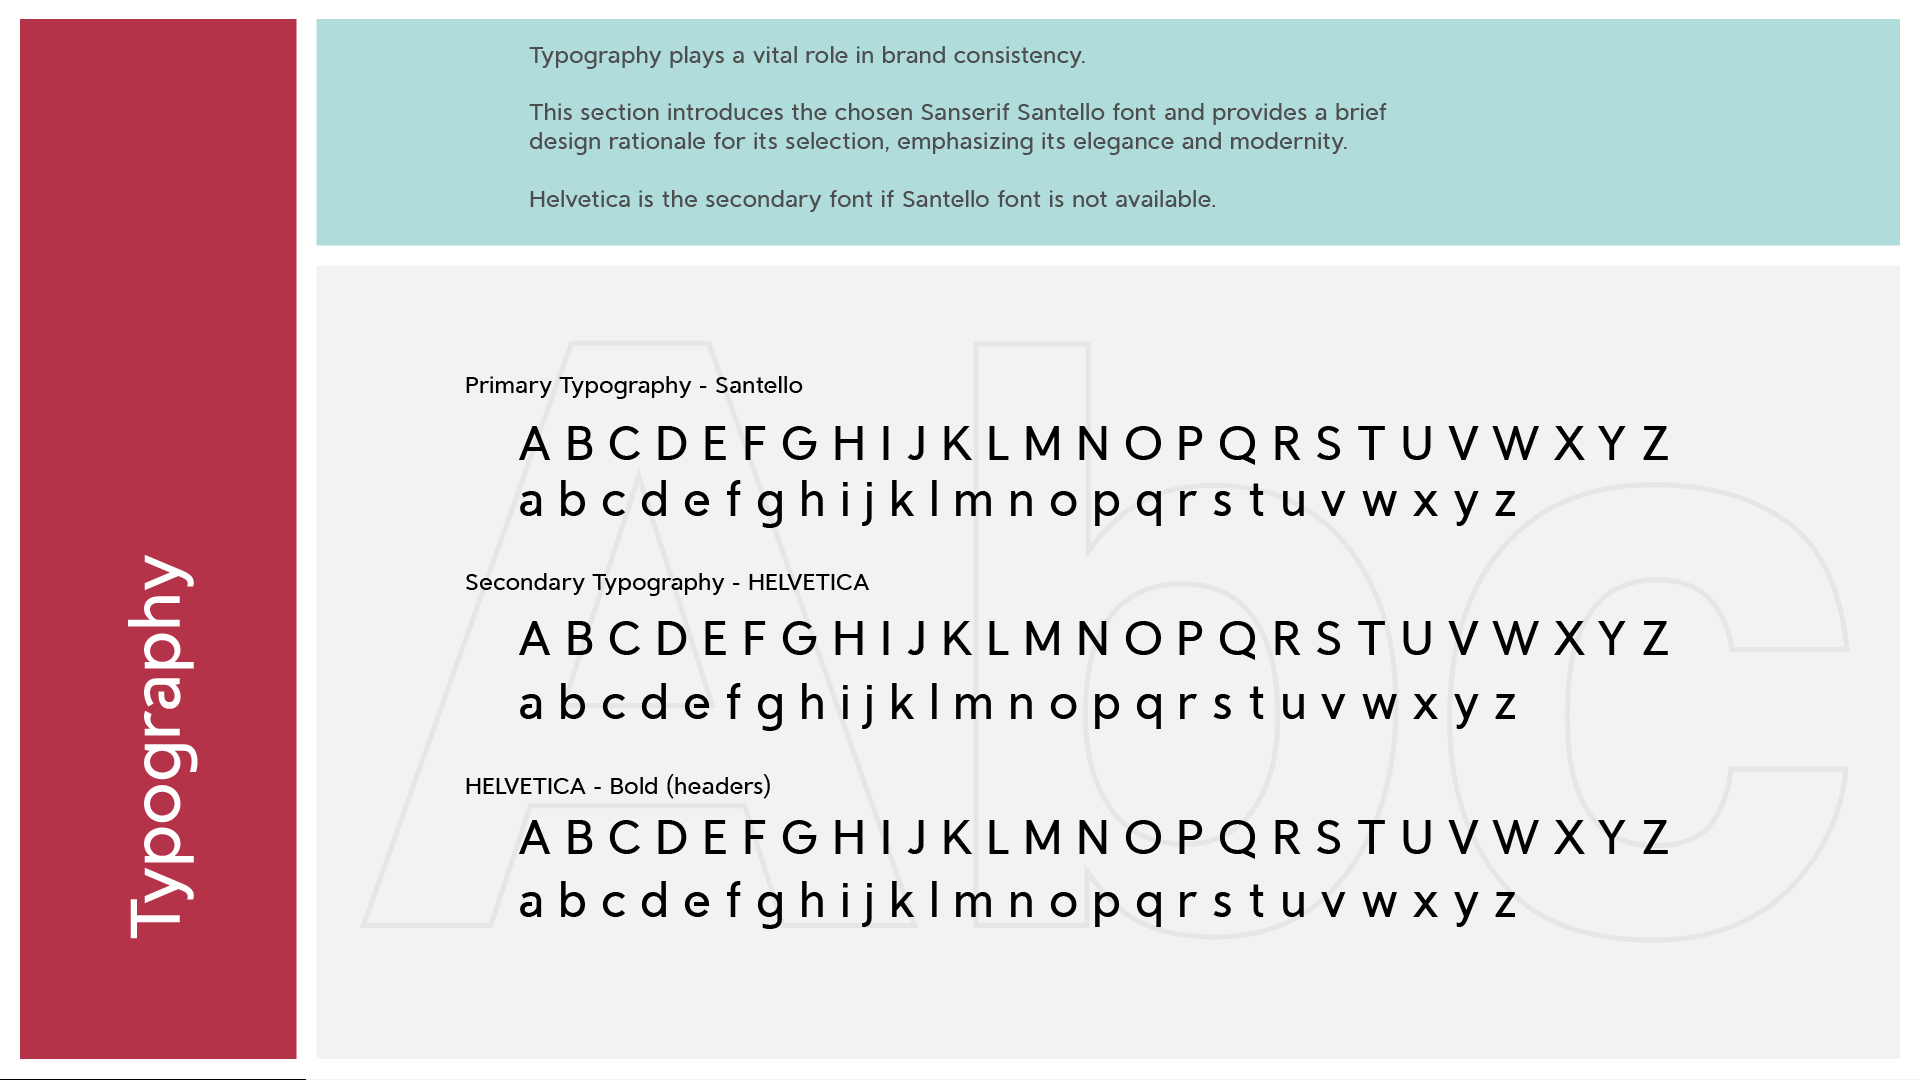 Typography
Typography plays a vital role in brand consistency.
This section introduces the chosen Sanserif Santello font and provides a brief
design rationale for its selection, emphasizing its elegance and modernity.
Helvetica is the secondary font if Santello font is not available.
Abc
Primary Typography - Santello
A B C D E F G H I J K L M N O P Q R S T U V W X Y Z
a b c d e f g h i j k l m n o p q r s t u v w x y z
Secondary Typography - HELVETICA
A B C D E F G H I J K L M N O P Q R S T U V W X Y Z
a b c d e f g h i j k l m n o p q r s t u v w x y z
HELVETICA - Bold (headers)
A B C D E F G H I J K L M N O P Q R S T U V W X Y Z
a b c d e f g h i j k l m n o p q r s t u v w x y z